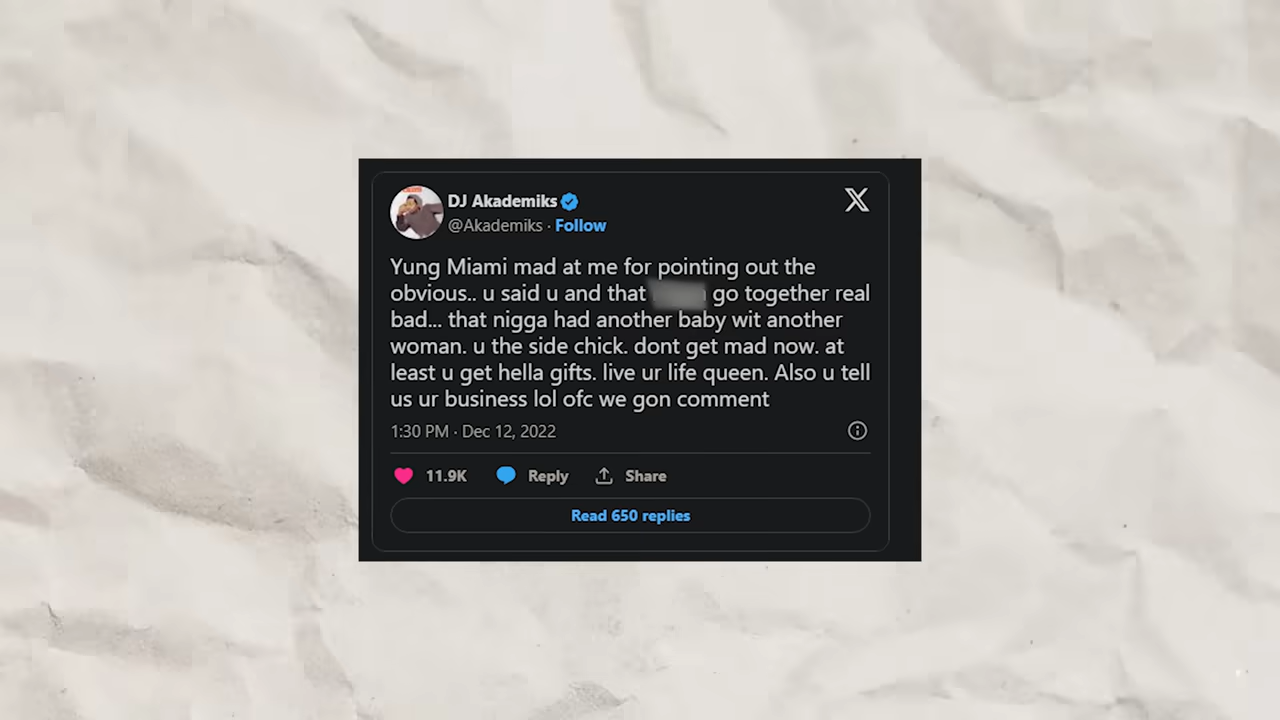 DJ Akademiks
@Akademiks · Follow
X
Yung Miami mad at me for pointing out the
obvious.. u said u and that go together real
bad... that nigga had another baby wit another
woman. u the side chick. dont get mad now. at
least u get hella gifts. live ur life queen. Also u tell
us ur business lol ofc we gon comment
1:30 PM · Dec 12, 2022
11.9K Reply Share
Read 650 replies